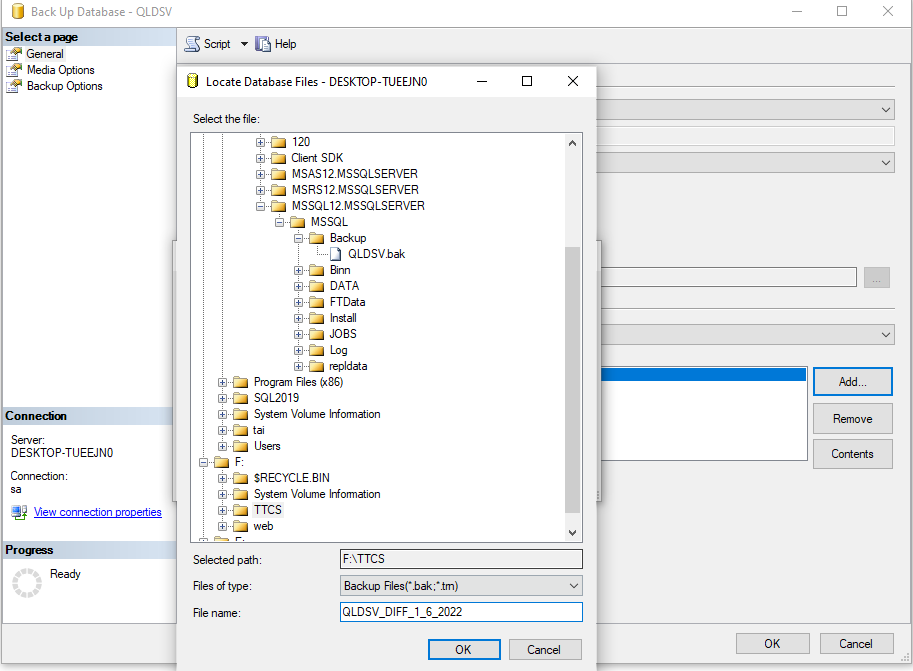 Back Up Database - QLDSV
Select a page
General
Media Options
Backup Options
Script
Help
Locate Database Files - DESKTOP-TUEEJN0
Select the file:
120
Client SDK
MSAS12.MSSQLSERVER
MSRS12.MSSQLSERVER
MSSQL12.MSSQLSERVER
MSSQL
Backup
QLDSV.bak
Binn
DATA
FTData
Install
JOBS
Log
repldata
Program Files (x86)
SQL2019
System Volume Information
tai
Users
F:
$RECYCLE.BIN
System Volume Information
TTCS
web
Selected path:
F:\TTCS
Files of type:
Backup Files(*.bak;*.trn)
File name:
QLDSV_DIFF_1_6_2022
OK
Cancel
...
Add...
Remove
Contents
Connection
Server:
DESKTOP-TUEEJN0
Connection:
sa
View connection properties
Progress
Ready
OK
Cancel